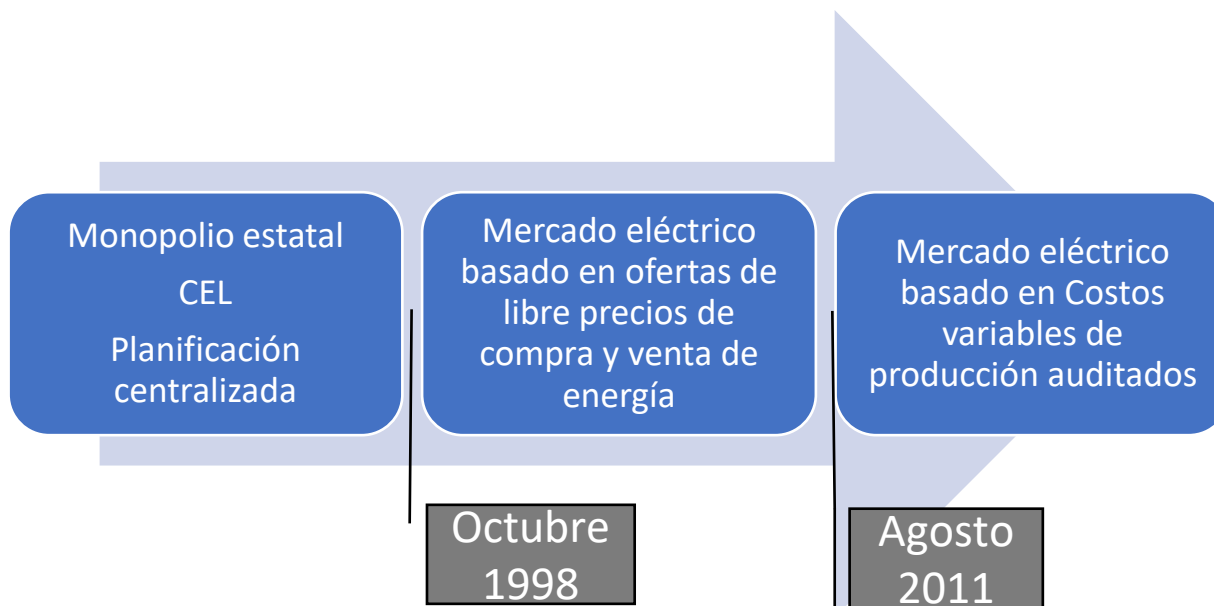 Monopolio estatal
CEL
Planificación
centralizada
Mercado eléctrico
basado en ofertas de
libre precios de
compra y venta de
energía
Mercado eléctrico
basado en Costos
variables de
producción auditados
Octubre
1998
Agosto
2011